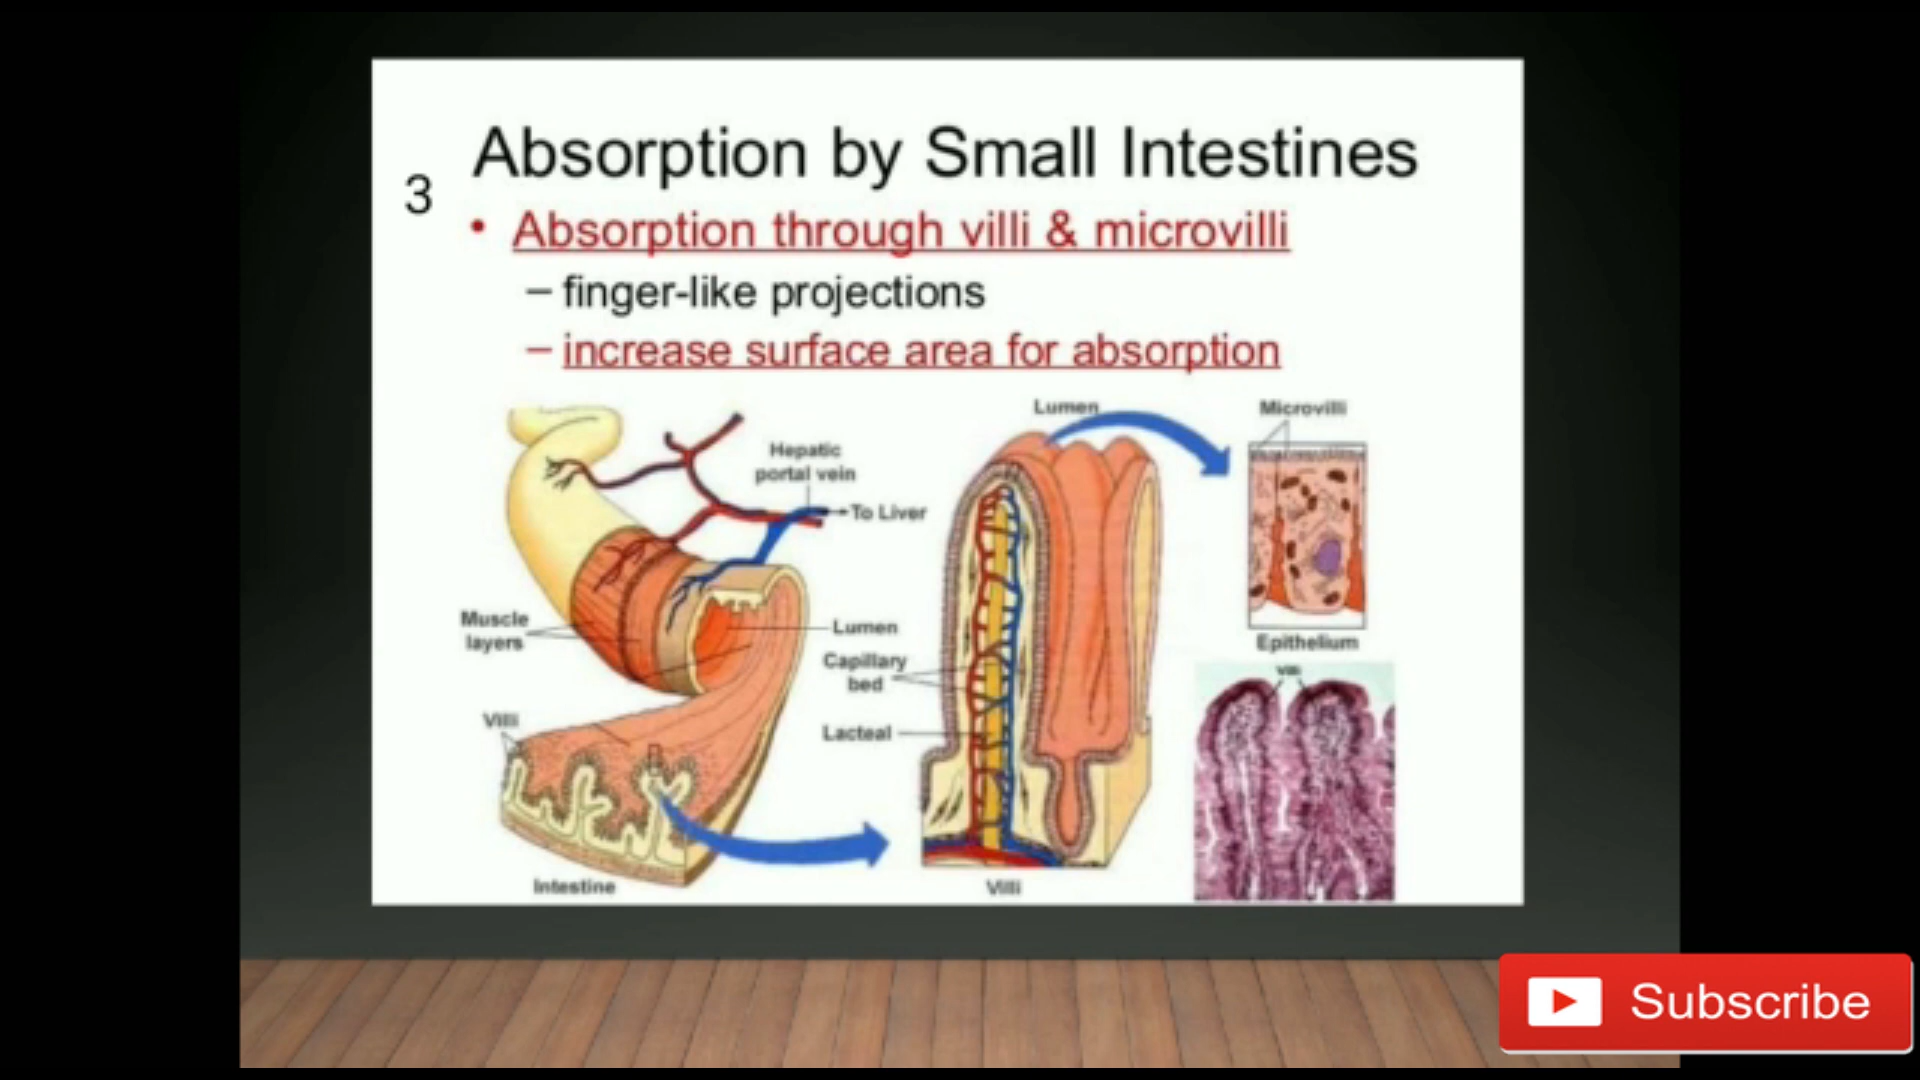 Absorption by Small Intestines
3
• Absorption through villi & microvilli
– finger-like projections
– increase surface area for absorption
Lumen
Microvilli
Hepatic
portal vein
To Liver
Muscle
layers
Lumen
Epithelium
Capillary
bed
Villi
Villi
Lacteal
Intestine
Villi
Subscribe